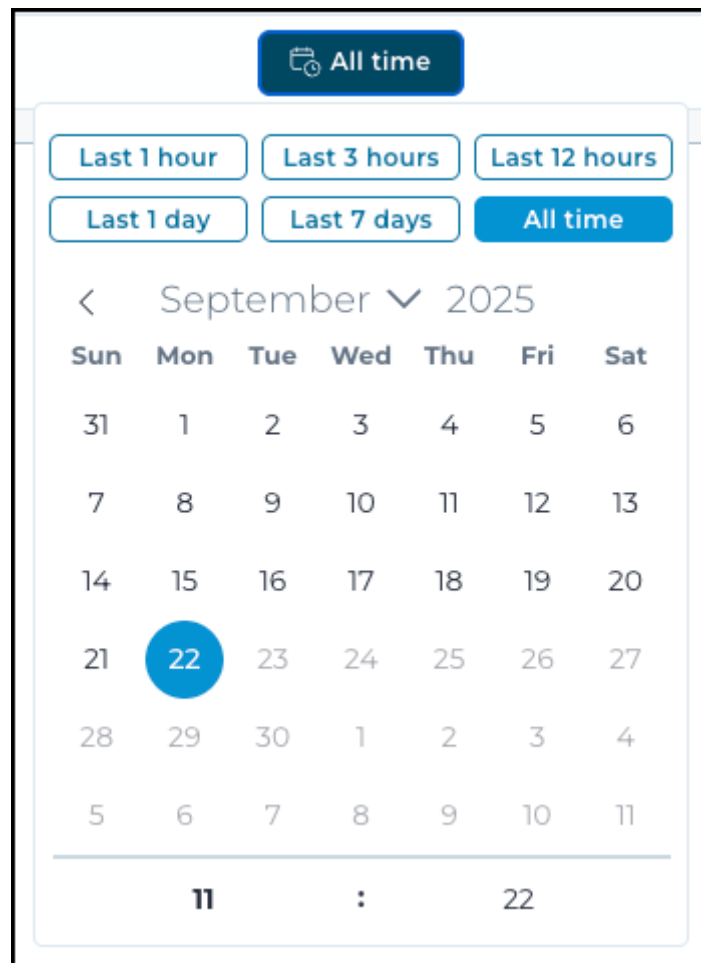 All time
Last 1 hour Last 3 hours Last 12 hours
Last 1 day Last 7 days All time
September 2025
Sun Mon Tue Wed Thu Fri Sat
31 1 2 3 4 5 6
7 8 9 10 11 12 13
14 15 16 17 18 19 20
21 22 23 24 25 26 27
28 29 30 1 2 3 4
5 6 7 8 9 10 11
11 : 22